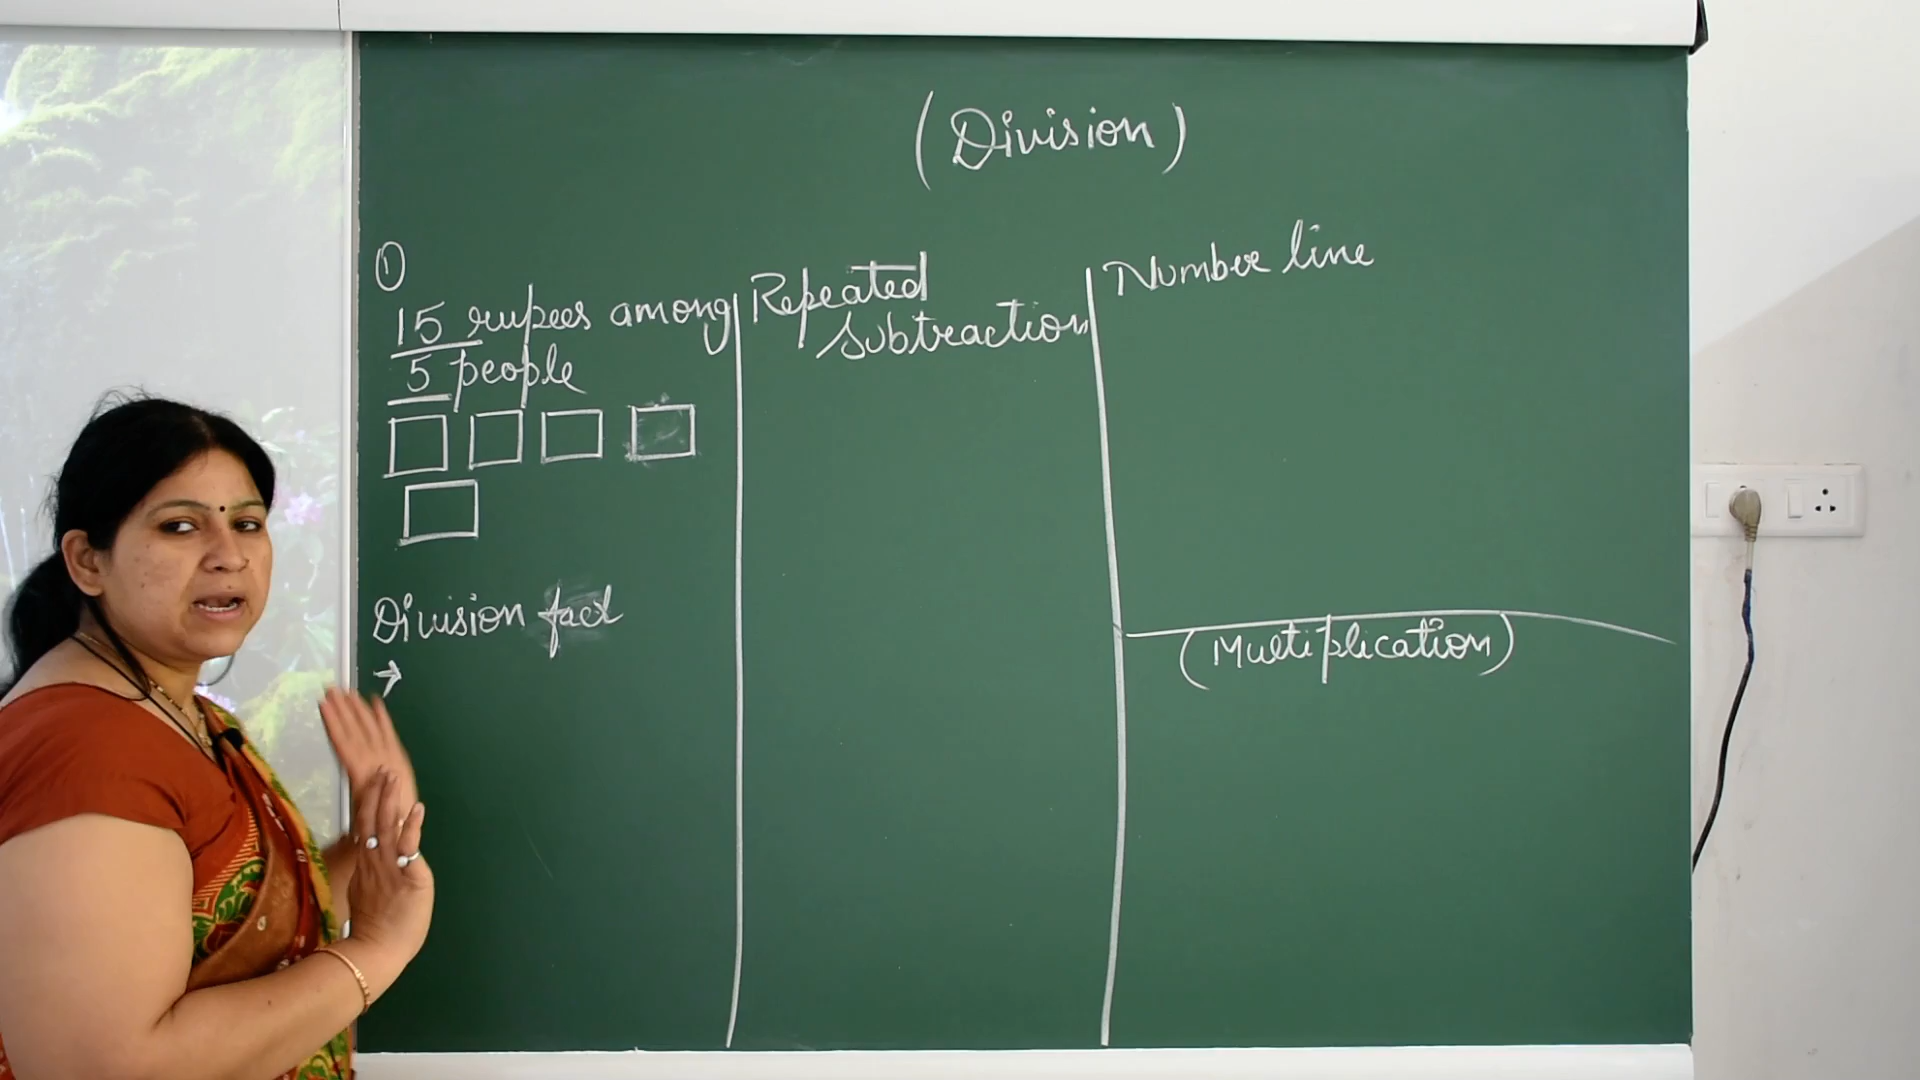 (Division)
①
15 rupees among
5 people
Division fact
→
Repeated
subtraction
Number line
(Multiplication)